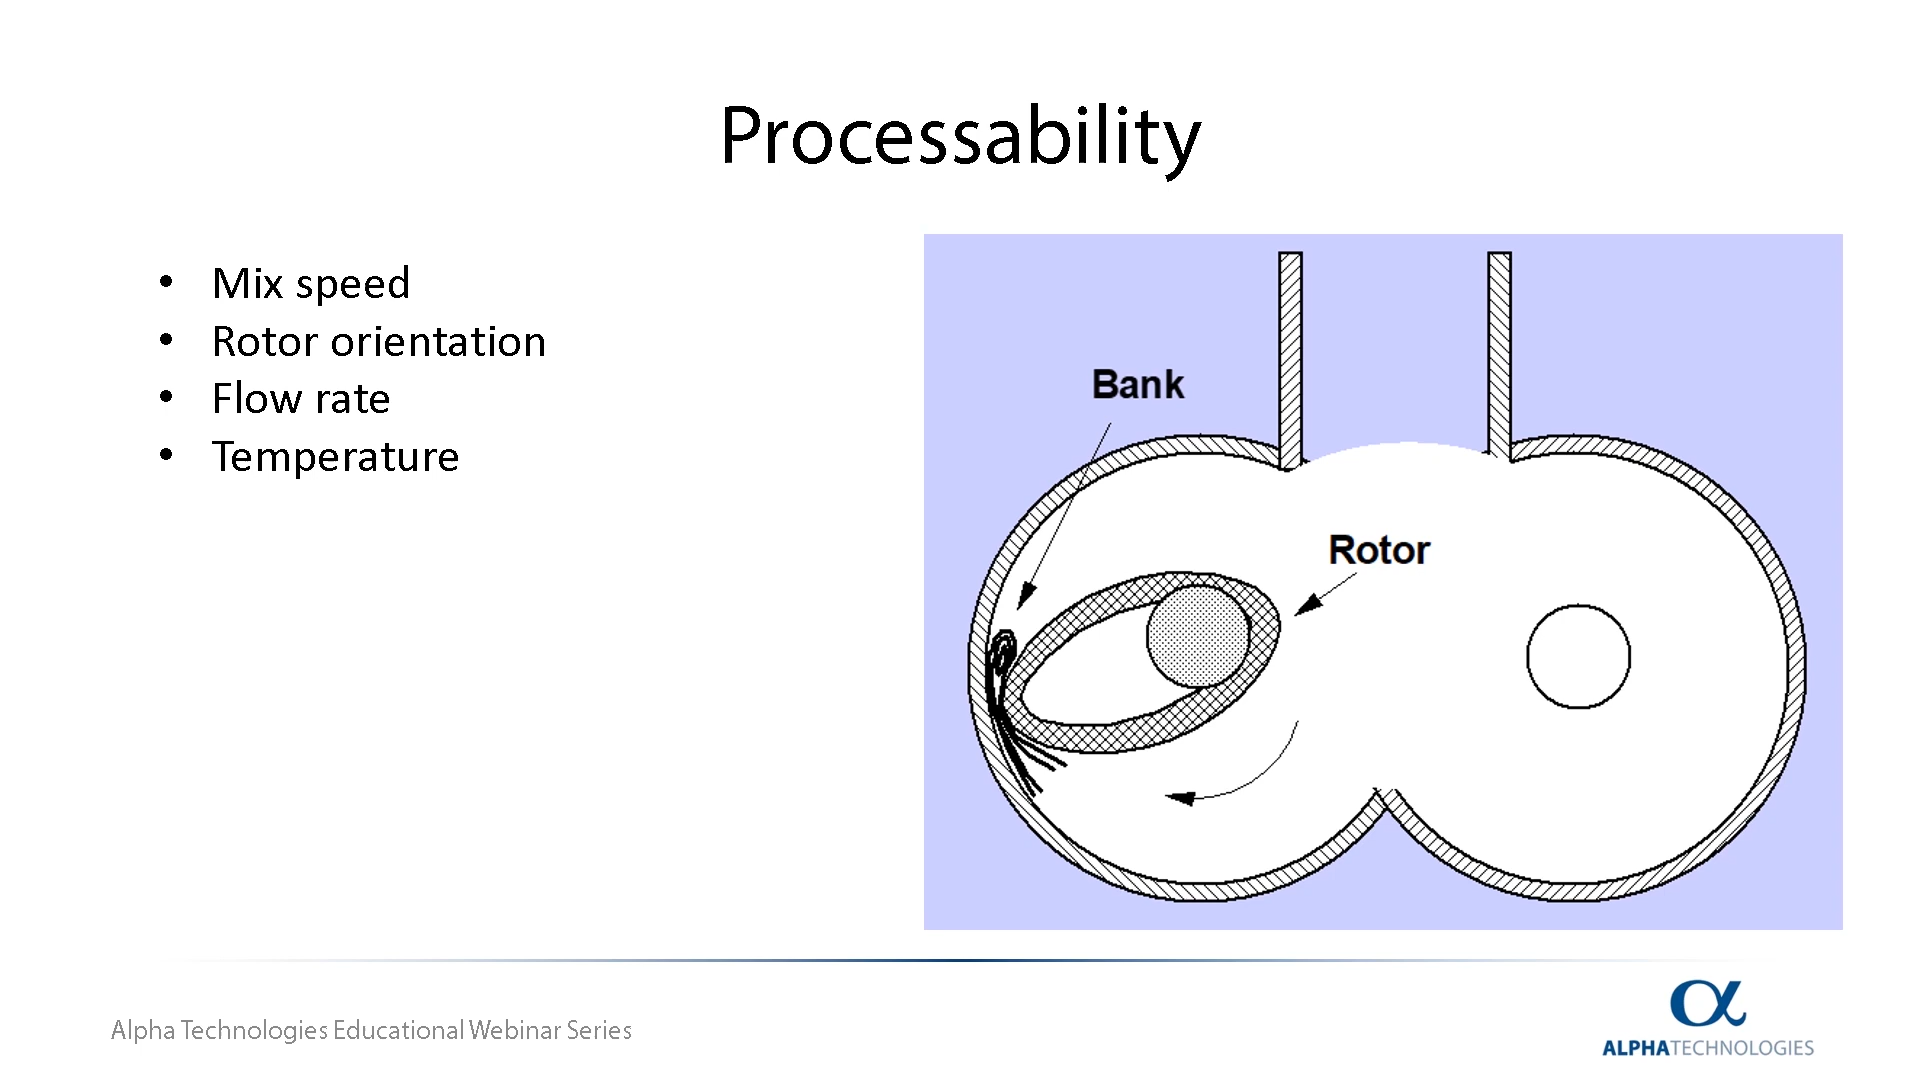 Processability
• Mix speed
• Rotor orientation
• Flow rate
• Temperature
Bank
Rotor
Alpha Technologies Educational Webinar Series
α
ALPHATECHNOLOGIES